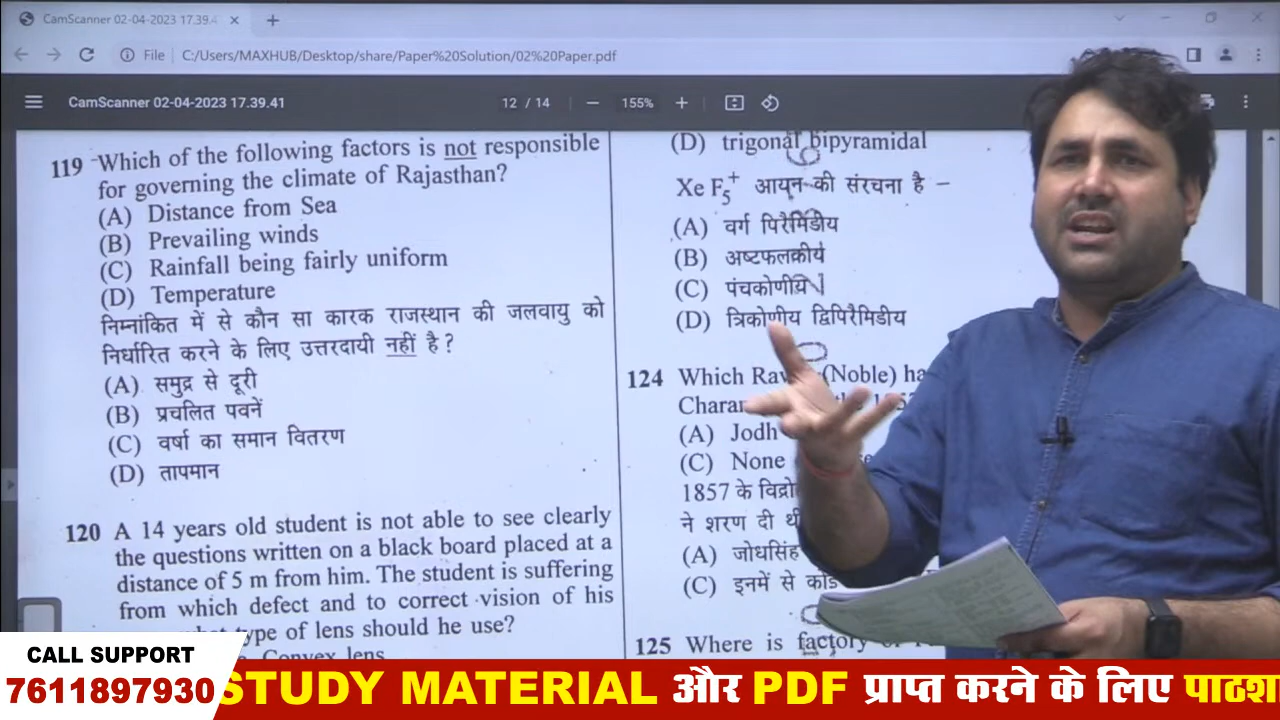 CamScanner 02-04-2023 17.39.4
File C:/Users/MAXHUB/Desktop/share/Paper%20Solution/02%20Paper.pdf
CamScanner 02-04-2023 17.39.41
12 / 14
155%
119 Which of the following factors is not responsible
for governing the climate of Rajasthan?
(A) Distance from Sea
(B) Prevailing winds
(C) Rainfall being fairly uniform
(D) Temperature
निम्नांकित में से कौन सा कारक राजस्थान की जलवायु को
निर्धारित करने के लिए उत्तरदायी नहीं है ?
(A) समुद्र से दूरी
(B) प्रचलित पवनें
(C) वर्षा का समान वितरण
(D) तापमान
120 A 14 years old student is not able to see clearly
the questions written on a black board placed at a
distance of 5 m from him. The student is suffering
from which defect and to correct vision of his
type of lens should he use?
Convex lens
(D) trigonal bipyramidal
Xe F5+ आयन की संरचना है –
(A) वर्ग पिरैमिडीय
(B) अष्टफलकीय
(C) पंचकोणीय
(D) त्रिकोणीय द्विपिरैमिडीय
124 Which (Noble)
(A) Jodh
(C) None
1857 के
ने शरण दी
(A) जोधसिंह
(C) इनमें से
125 Where is factory
CALL SUPPORT
7611897930
STUDY MATERIAL और PDF प्राप्त करने के लिए